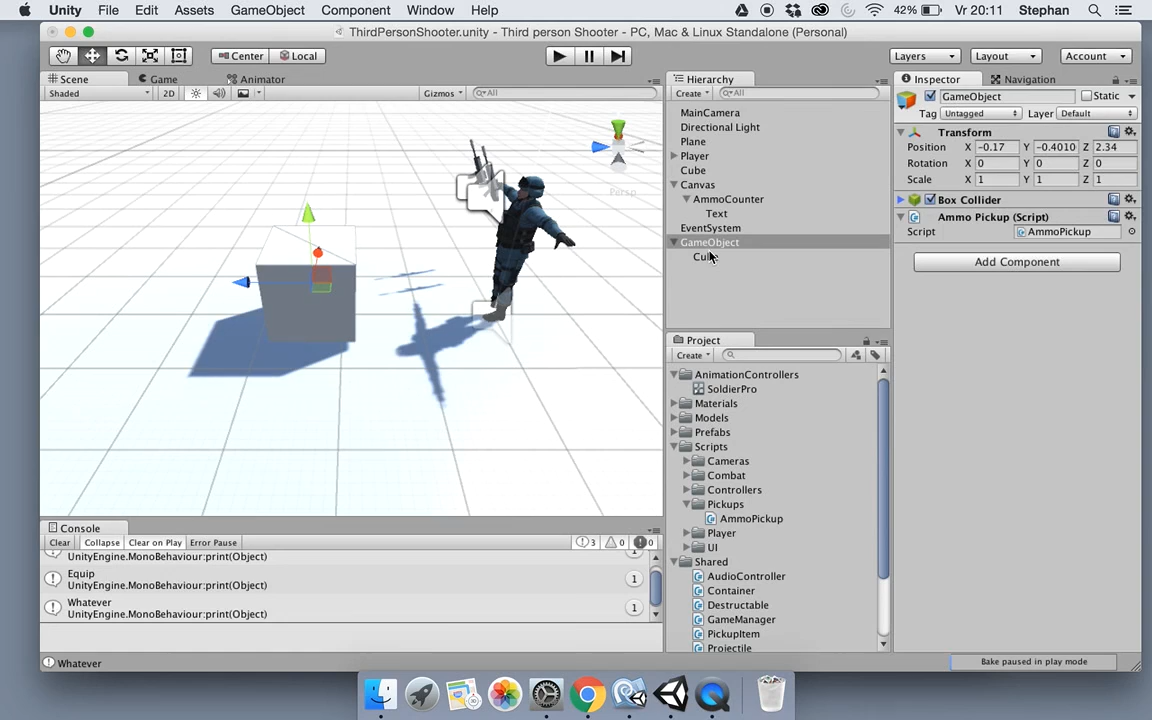 Unity File Edit Assets GameObject Component Window Help 42% Vr 20:11 Stephan
ThirdPersonShooter.unity - Third person Shooter - PC, Mac & Linux Standalone (Personal)
Center Local Layers Layout Account
Scene Game Animator
Shaded 2D Gizmos All
Persp
Hierarchy
Create All
MainCamera
Directional Light
Plane
Player
Cube
Canvas
AmmoCounter
Text
EventSystem
GameObject
Project
Create
AnimationControllers
SoldierPro
Materials
Models
Prefabs
Scripts
Cameras
Combat
Controllers
Pickups
AmmoPickup
Player
UI
Shared
AudioController
Container
Destructable
GameManager
PickupItem
Projectile
Inspector Navigation
GameObject Static
Tag Untagged Layer Default
Transform
Position X -0.17 Y -0.4010 Z 2.34
Rotation X 0 Y 0 Z 0
Scale X 1 Y 1 Z 1
Box Collider
Ammo Pickup (Script)
Script AmmoPickup
Add Component
Console
Clear Collapse Clear on Play Error Pause 3 0 0
UnityEngine.MonoBehaviour:print(Object)
Equip
UnityEngine.MonoBehaviour:print(Object) 1
Whatever
UnityEngine.MonoBehaviour:print(Object) 1
Whatever
Bake paused in play mode